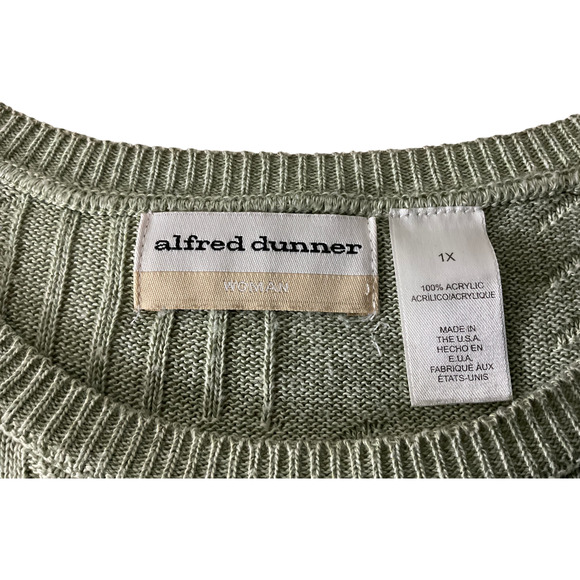 alfred dunner
WOMAN
1X
100% ACRYLIC
ACRILICO/ACRYLIQUE
MADE IN
THE U.S.A.
HECHO EN
E.U.A.
FABRIQUÉ AUX
ÉTATS-UNIS